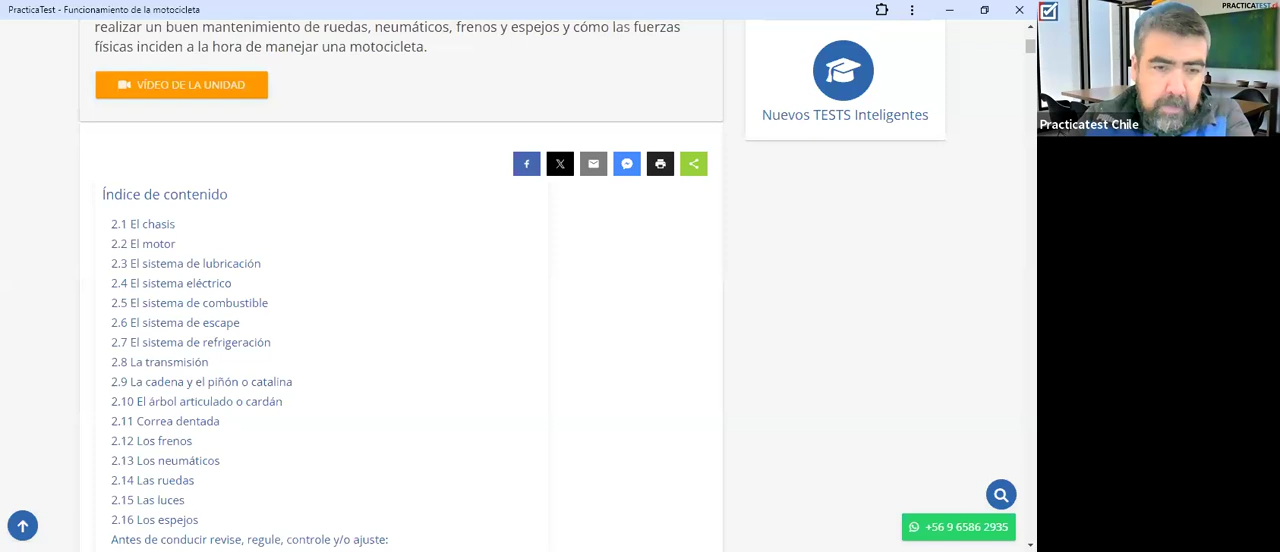 PracticaTest - Funcionamiento de la motocicleta
realizar un buen mantenimiento de ruedas, neumáticos, frenos y espejos y cómo las fuerzas
físicas inciden a la hora de manejar una motocicleta.
VÍDEO DE LA UNIDAD
Nuevos TESTS Inteligentes
Índice de contenido
2.1 El chasis
2.2 El motor
2.3 El sistema de lubricación
2.4 El sistema eléctrico
2.5 El sistema de combustible
2.6 El sistema de escape
2.7 El sistema de refrigeración
2.8 La transmisión
2.9 La cadena y el piñón o catalina
2.10 El árbol articulado o cardán
2.11 Correa dentada
2.12 Los frenos
2.13 Los neumáticos
2.14 Las ruedas
2.15 Las luces
2.16 Los espejos
Antes de conducir revise, regule, controle y/o ajuste:
+56 9 6586 2935
PRACTICATEST.cl
Practicatest Chile